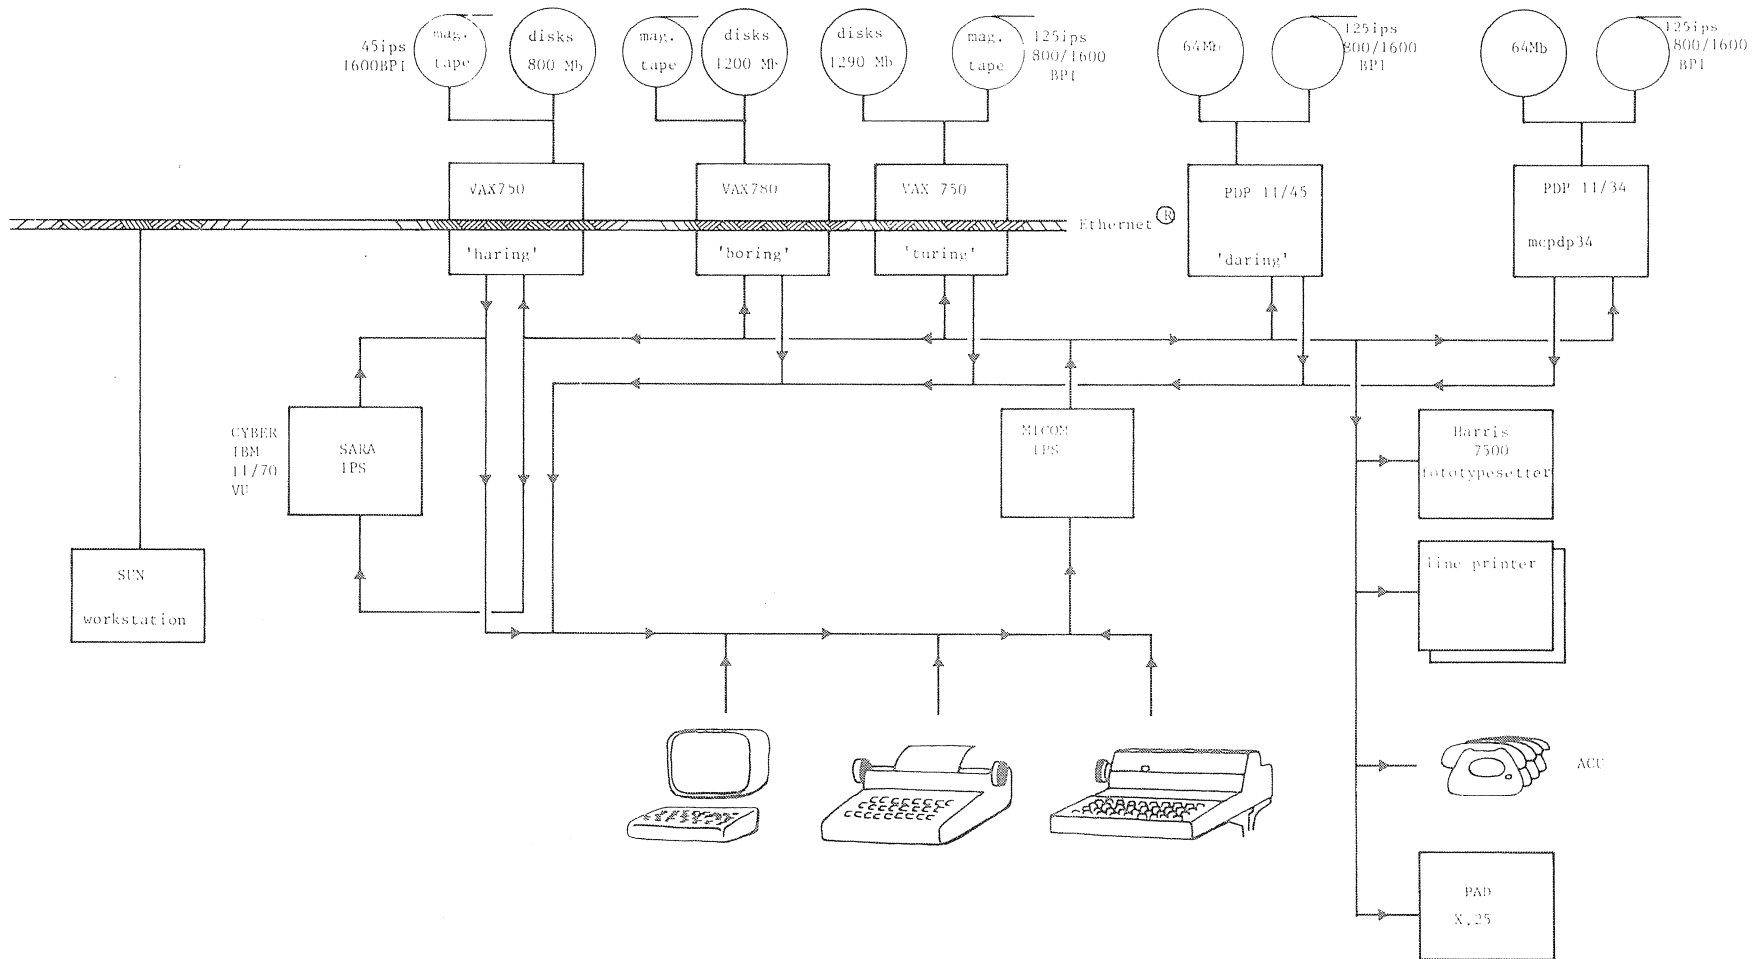 45ips
1600BPI
mag.
tape
disks
800 Mb
mag.
tape
disks
1200 Mb
disks
1290 Mb
mag.
tape
125ips
800/1600
BPI
64Mb
125ips
800/1600
BPI
64Mb
125ips
800/1600
BPI
VAX750
'haring'
VAX780
'boring'
VAX 750
'turing'
Ethernet ®
PDP 11/45
'daring'
PDP 11/34
mcpdp34
CYBER
IBM
11/70
VU
SARA
IPS
MICOM
IPS
Harris
7500
fototypesetter
line printer
SUN
workstation
ACU
PAD
X.25